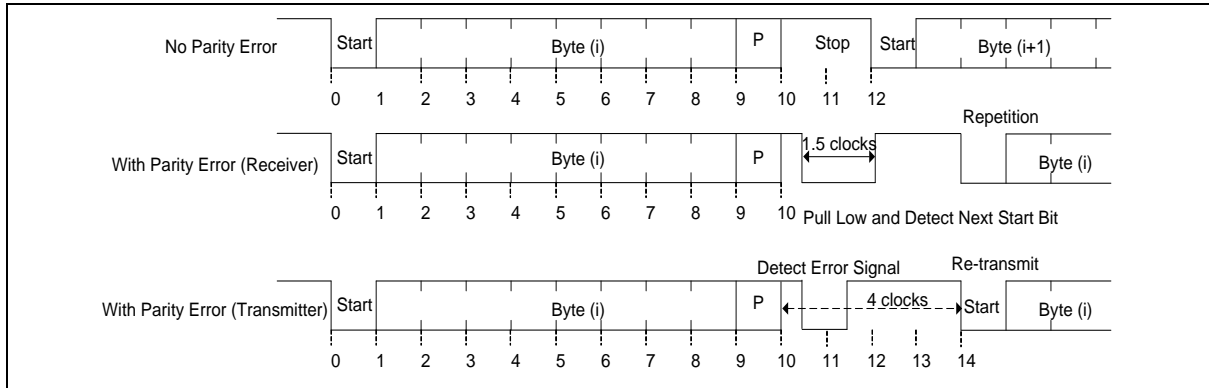 No Parity Error Start Byte (i) P Stop Start Byte (i+1)
0 1 2 3 4 5 6 7 8 9 10 11 12
Repetition
With Parity Error (Receiver) Start Byte (i) P 1.5 clocks Byte (i)
0 1 2 3 4 5 6 7 8 9 10 Pull Low and Detect Next Start Bit
Detect Error Signal Re-transmit
With Parity Error (Transmitter) Start Byte (i) P 4 clocks Start Byte (i)
0 1 2 3 4 5 6 7 8 9 10 11 12 13 14